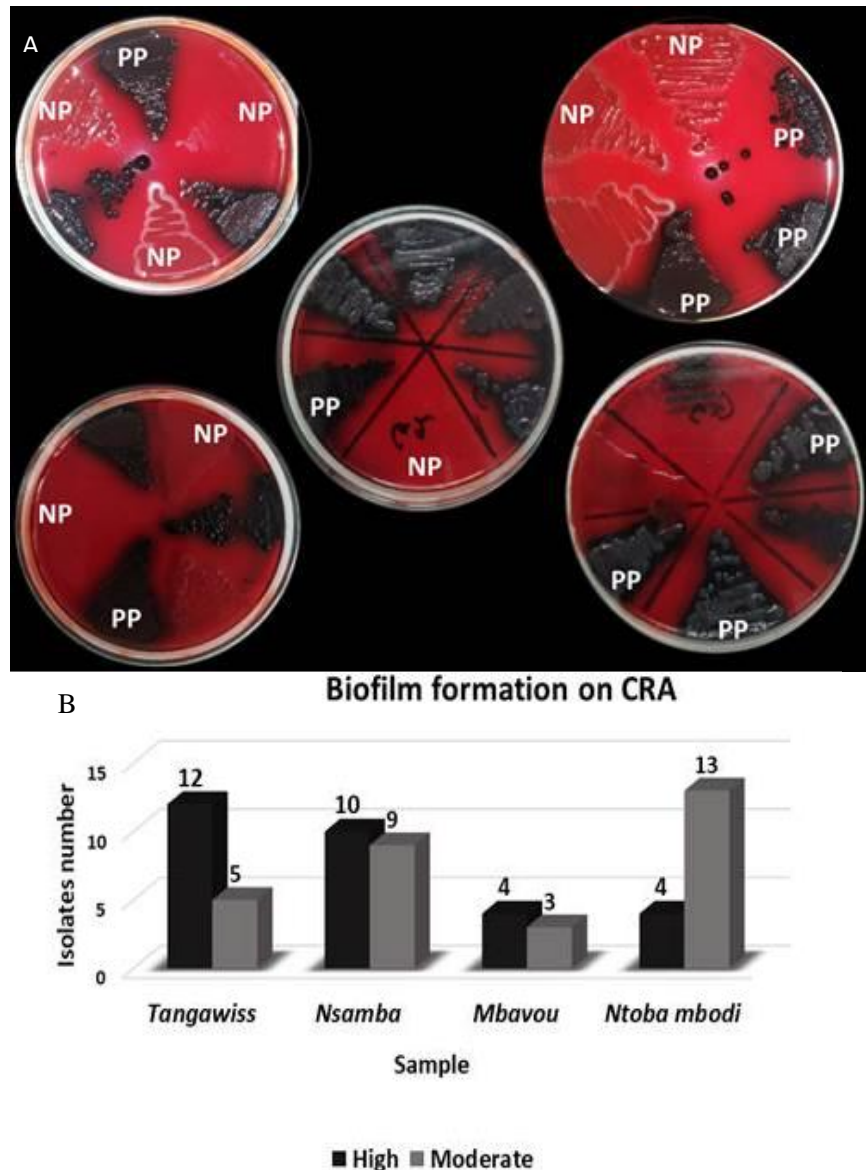 A
PP
NP
NP
NP
NP
NP
PP
PP
PP
PP
NP
NP
NP
PP
PP
PP
PP
B
Biofilm formation on CRA
Isolates number
15
10
5
0
12
5
10
9
4
3
4
13
Tangawiss
Nsamba
Mbavou
Ntoba mbodi
Sample
High
Moderate